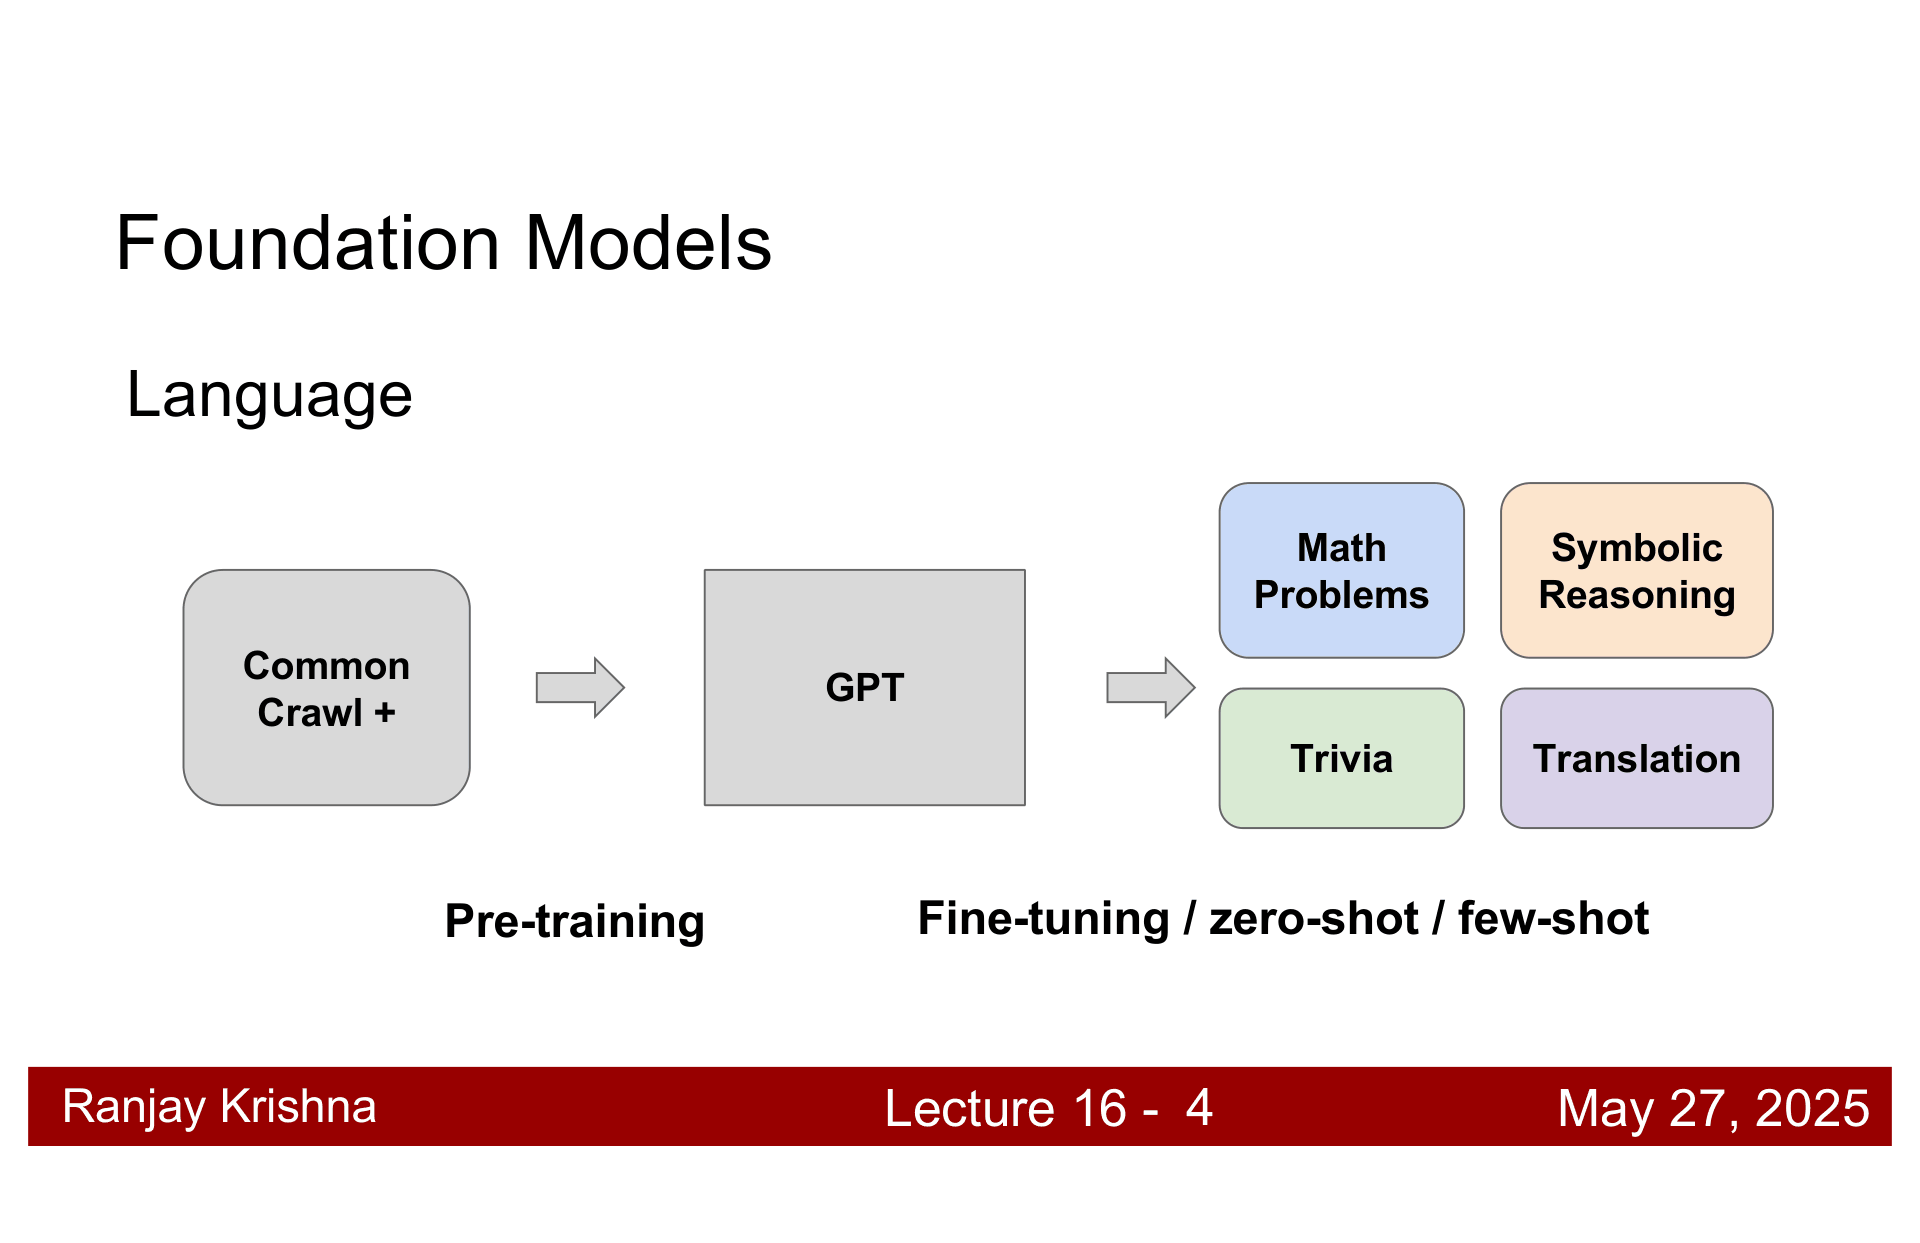 Foundation Models
Language
Common
Crawl +
GPT
Math
Problems
Symbolic
Reasoning
Trivia
Translation
Pre-training
Fine-tuning / zero-shot / few-shot
Ranjay Krishna
Lecture 16 - 4
May 27, 2025